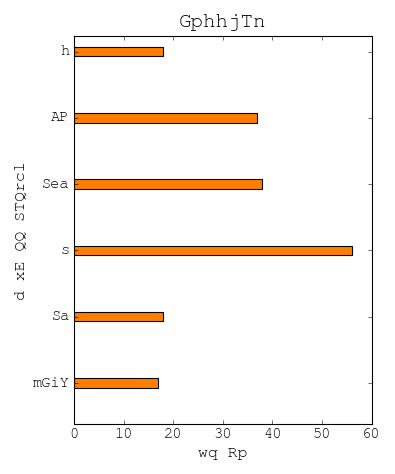 GphhjTn
h
AP
Sea
s
Sa
mGiY
d xE QQ STQrcl
0 10 20 30 40 50 60
wq Rp